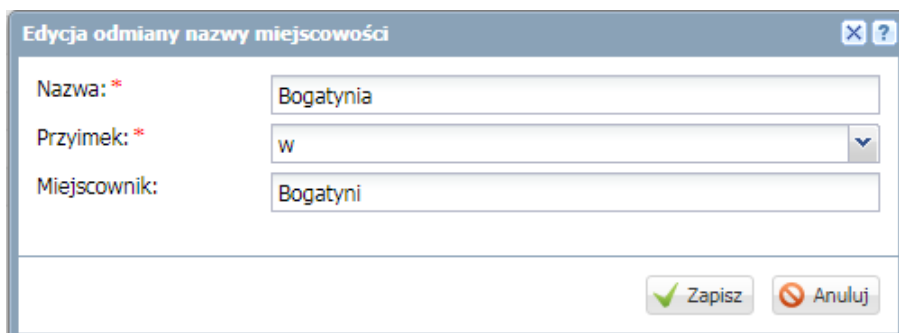 Edycja odmiany nazwy miejscowości
Nazwa: * Bogatynia
Przyimek: * w
Miejscownik: Bogatyni
Zapisz Anuluj